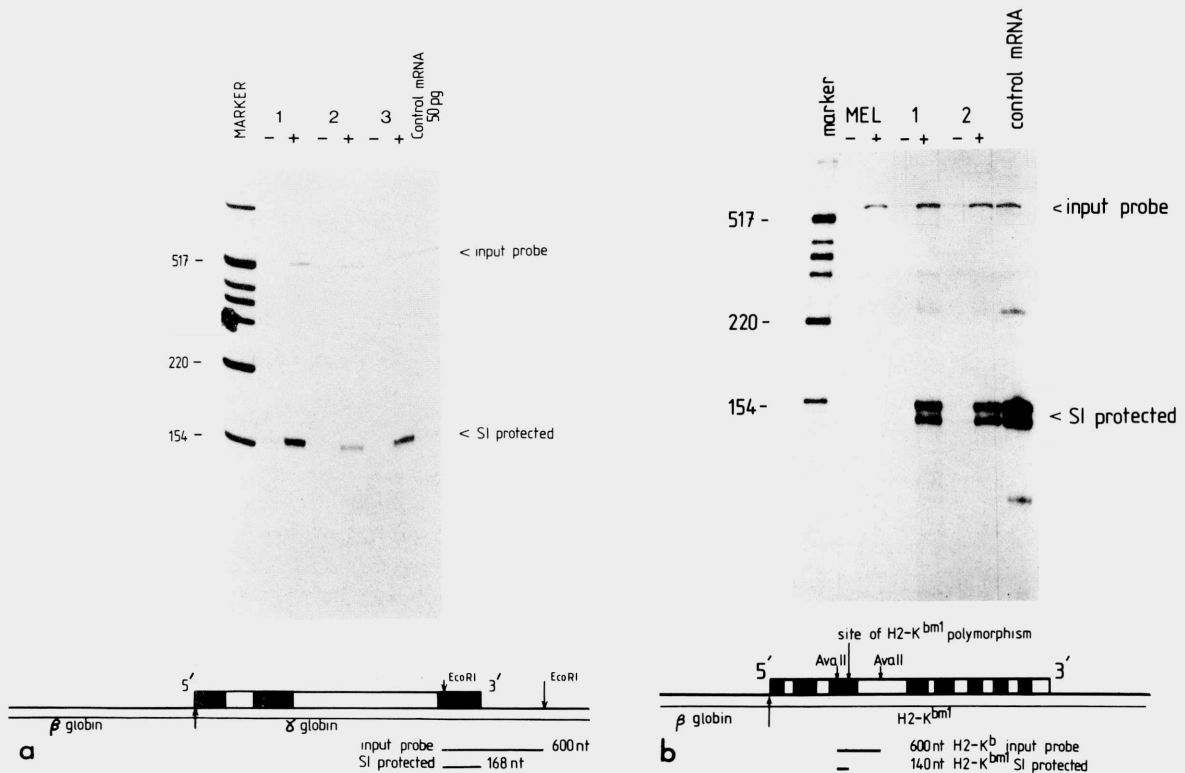 MARKER
1 2 3
Control mRNA
50 pg
− + − + − +
517 −
220 −
154 −
< input probe
< SI protected
5′
3′
EcoRI
EcoRI
β globin
ɣ globin
input probe 600 nt
SI protected 168 nt
a
marker
MEL 1 2
control mRNA
− + − + − +
517 −
220 −
154 −
< input probe
< SI protected
site of H2-K^bm1 polymorphism
5′
AvaII
AvaII
3′
β globin
H2-K^bm1
600 nt H2-K^b input probe
140 nt H2-K^bm1 SI protected
b